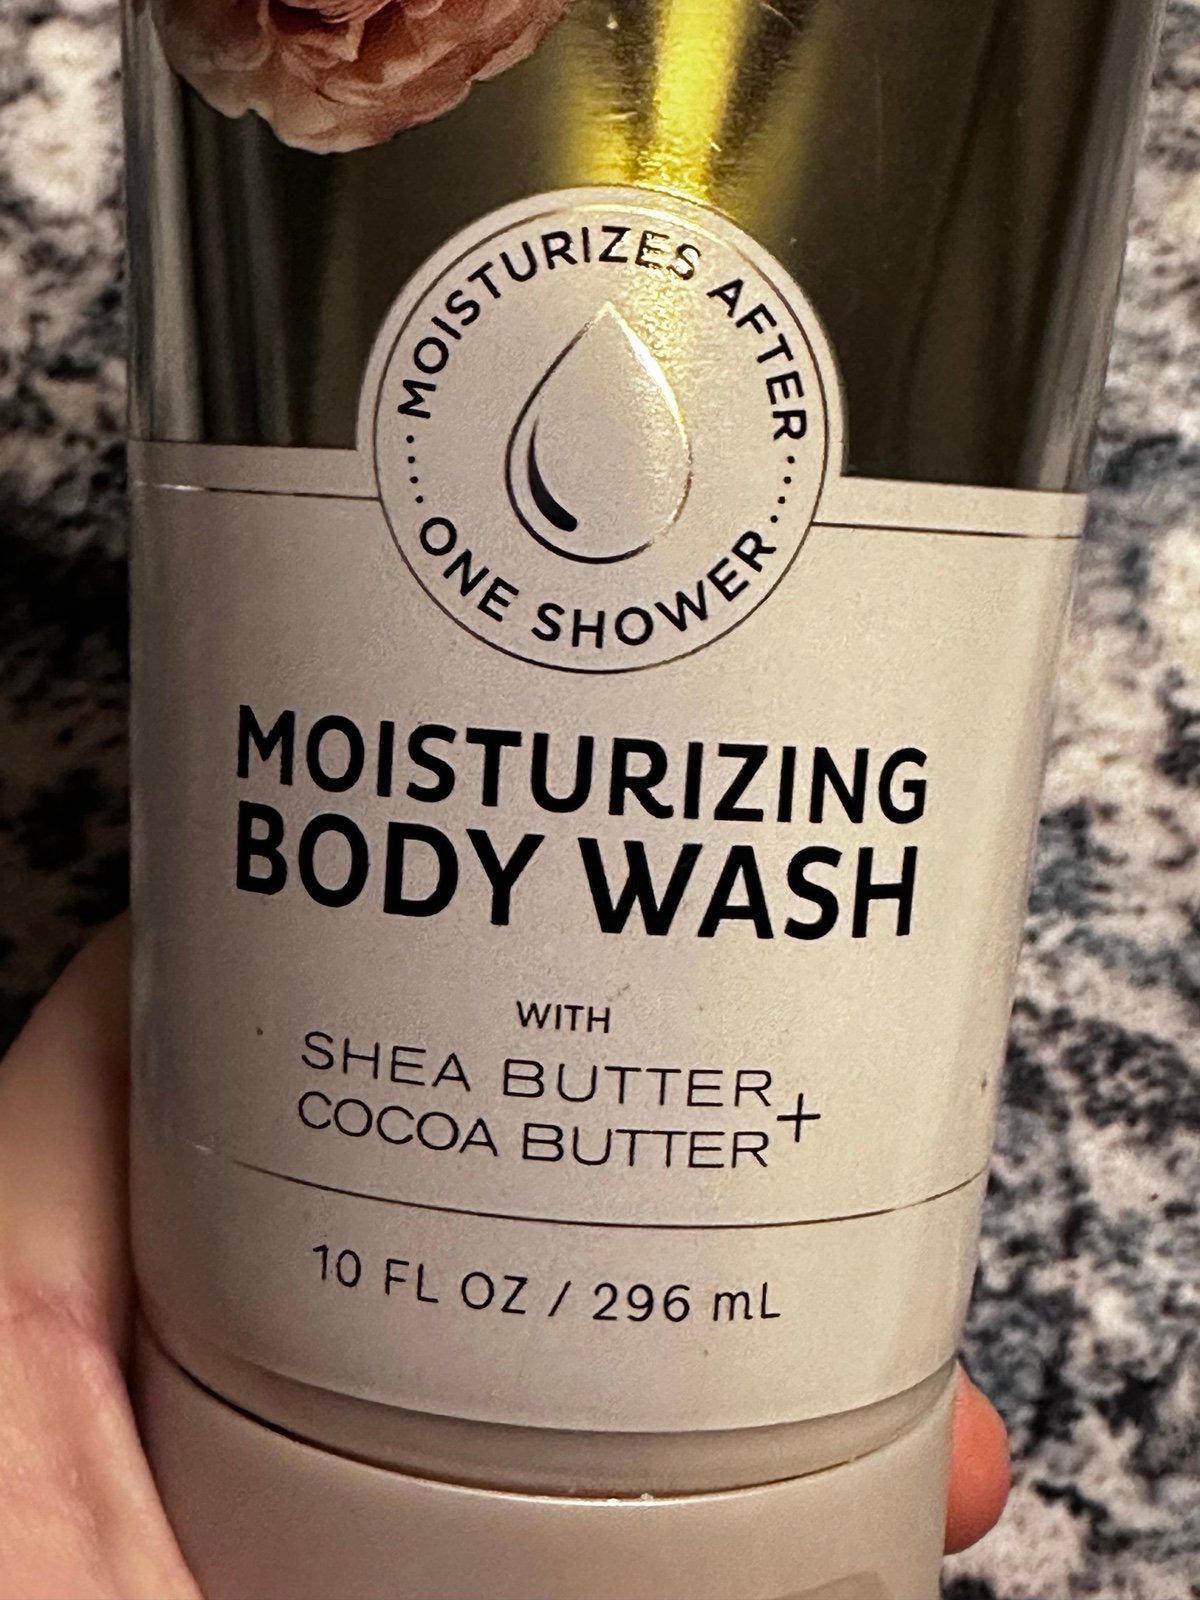 MOISTURIZES AFTER
ONE SHOWER
MOISTURIZING
BODY WASH
WITH
SHEA BUTTER +
COCOA BUTTER
10 FL OZ / 296 mL